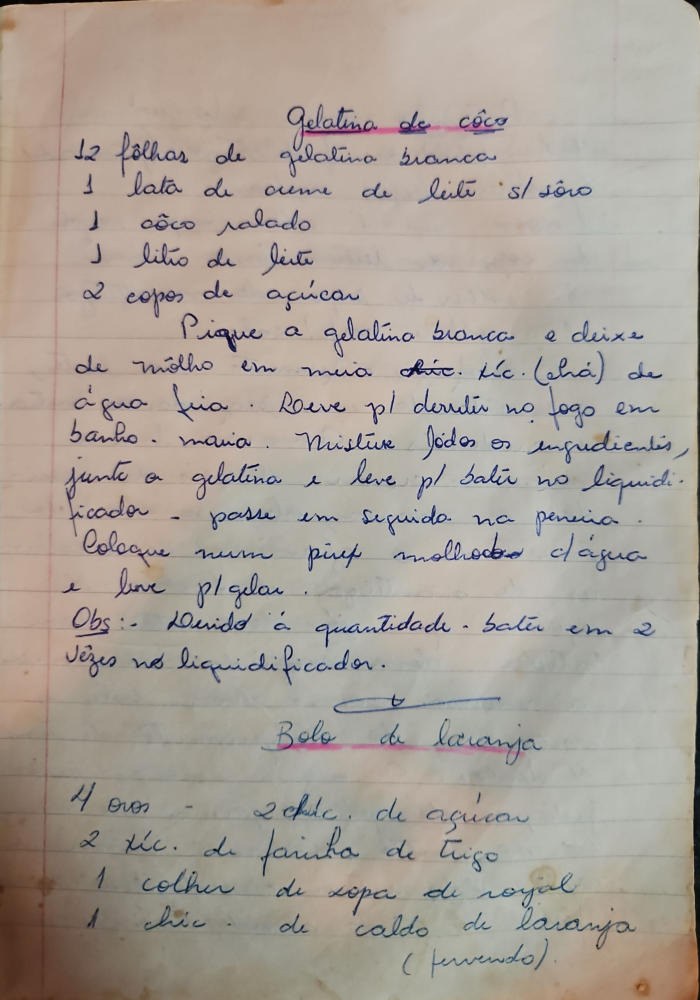 Gelatina de côco
12 fôlhas de gelatina branca
1 lata de creme de leite s/ sôro
1 côco ralado
1 litro de leite
2 copos de açúcar
Pique a gelatina branca e deixe
de môlho em meia chic. xíc. (chá) de
água fria. Leve p/ derreter no fogo em
banho-maria. Misture tôdos os ingredientes,
junte a gelatina e leve p/ bater no liquidi-
ficador - passe em seguida na peneira.
Coloque num pirex molhado c/ água
e leve p/ gelar.
Obs:- Devido à quantidade - bater em 2
vêzes no liquidificador.
Bolo de laranja
4 ovos - 2 chic. de açúcar
2 xíc. de farinha de trigo
1 colher de sopa de royal
1 chic. de caldo de laranja
(fervendo).